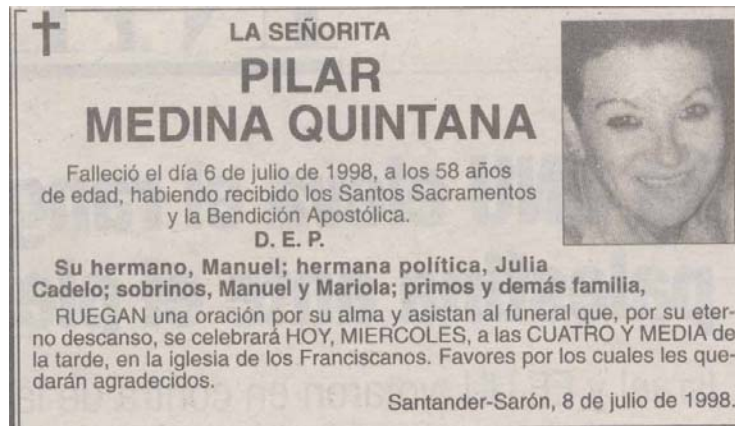 LA SEÑORITA
PILAR
MEDINA QUINTANA
Falleció el día 6 de julio de 1998, a los 58 años
de edad, habiendo recibido los Santos Sacramentos
y la Bendición Apostólica.
D. E. P.
Su hermano, Manuel; hermana política, Julia
Cadelo; sobrinos, Manuel y Mariola; primos y demás familia,
RUEGAN una oración por su alma y asistan al funeral que, por su eter-
no descanso, se celebrará HOY, MIERCOLES, a las CUATRO Y MEDIA de
la tarde, en la iglesia de los Franciscanos. Favores por los cuales les que-
darán agradecidos.
Santander-Sarón, 8 de julio de 1998.